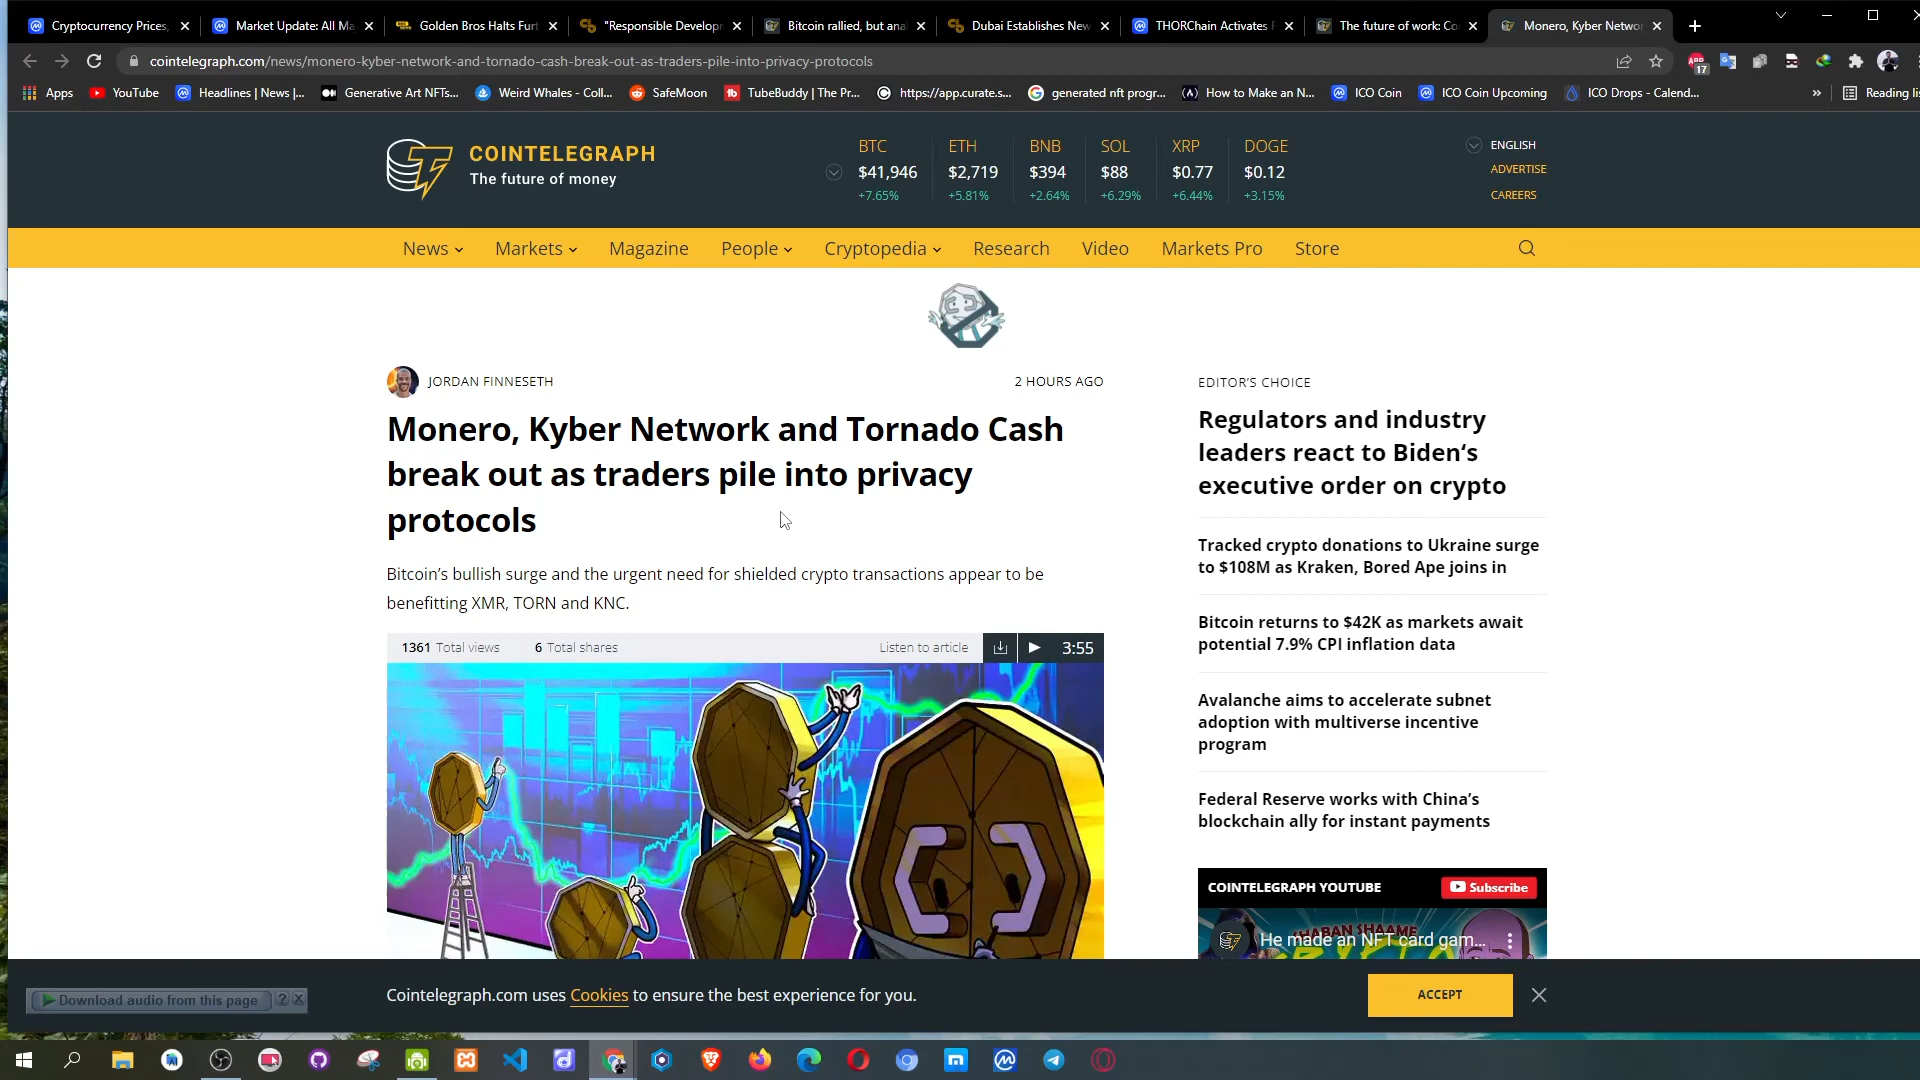 Cryptocurrency Prices,
Market Update: All Ma
Golden Bros Halts Furt
"Responsible Developm
Bitcoin rallied, but ana
Dubai Establishes New
THORChain Activates
The future of work: Co
Monero, Kyber Networ
cointelegraph.com/news/monero-kyber-network-and-tornado-cash-break-out-as-traders-pile-into-privacy-protocols
ABP
17
Apps
YouTube
Headlines | News |...
Generative Art NFTs...
Weird Whales - Coll...
SafeMoon
TubeBuddy | The Pr...
https://app.curate.s...
generated nft progr...
How to Make an N...
ICO Coin
ICO Coin Upcoming
ICO Drops - Calend...
»
Reading lis
COINTELEGRAPH
The future of money
BTC ETH BNB SOL XRP DOGE
$41,946 $2,719 $394 $88 $0.77 $0.12
+7.65% +5.81% +2.64% +6.29% +6.44% +3.15%
ENGLISH
ADVERTISE
CAREERS
News Markets Magazine People Cryptopedia Research Video Markets Pro Store
JORDAN FINNESETH
2 HOURS AGO
Monero, Kyber Network and Tornado Cash
break out as traders pile into privacy
protocols
Bitcoin’s bullish surge and the urgent need for shielded crypto transactions appear to be
benefitting XMR, TORN and KNC.
1361 Total views 6 Total shares Listen to article 3:55
EDITOR’S CHOICE
Regulators and industry
leaders react to Biden‘s
executive order on crypto
Tracked crypto donations to Ukraine surge
to $108M as Kraken, Bored Ape joins in
Bitcoin returns to $42K as markets await
potential 7.9% CPI inflation data
Avalanche aims to accelerate subnet
adoption with multiverse incentive
program
Federal Reserve works with China’s
blockchain ally for instant payments
COINTELEGRAPH YOUTUBE
Subscribe
HABAN SHAAME
He made an NFT card gam...
Download audio from this page ? X
Cointelegraph.com uses Cookies to ensure the best experience for you.
ACCEPT